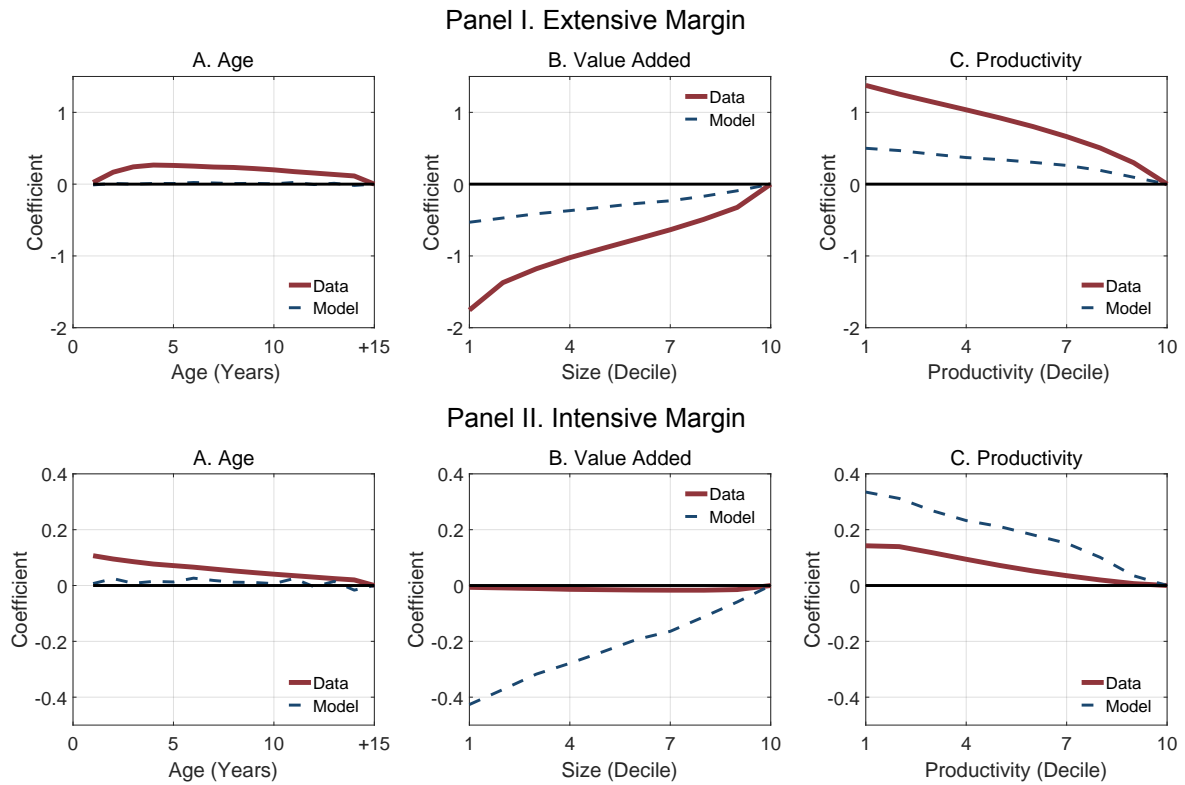 Panel I. Extensive Margin
A. Age
B. Value Added
C. Productivity
1
0
-1
-2
Coefficient
Data
Model
0
5
10
+15
Age (Years)
1
0
-1
-2
Coefficient
Data
Model
1
4
7
10
Size (Decile)
1
0
-1
-2
Coefficient
Data
Model
1
4
7
10
Productivity (Decile)
Panel II. Intensive Margin
A. Age
B. Value Added
C. Productivity
0.4
0.2
0
-0.2
-0.4
Coefficient
Data
Model
0
5
10
+15
Age (Years)
0.4
0.2
0
-0.2
-0.4
Coefficient
Data
Model
1
4
7
10
Size (Decile)
0.4
0.2
0
-0.2
-0.4
Coefficient
Data
Model
1
4
7
10
Productivity (Decile)